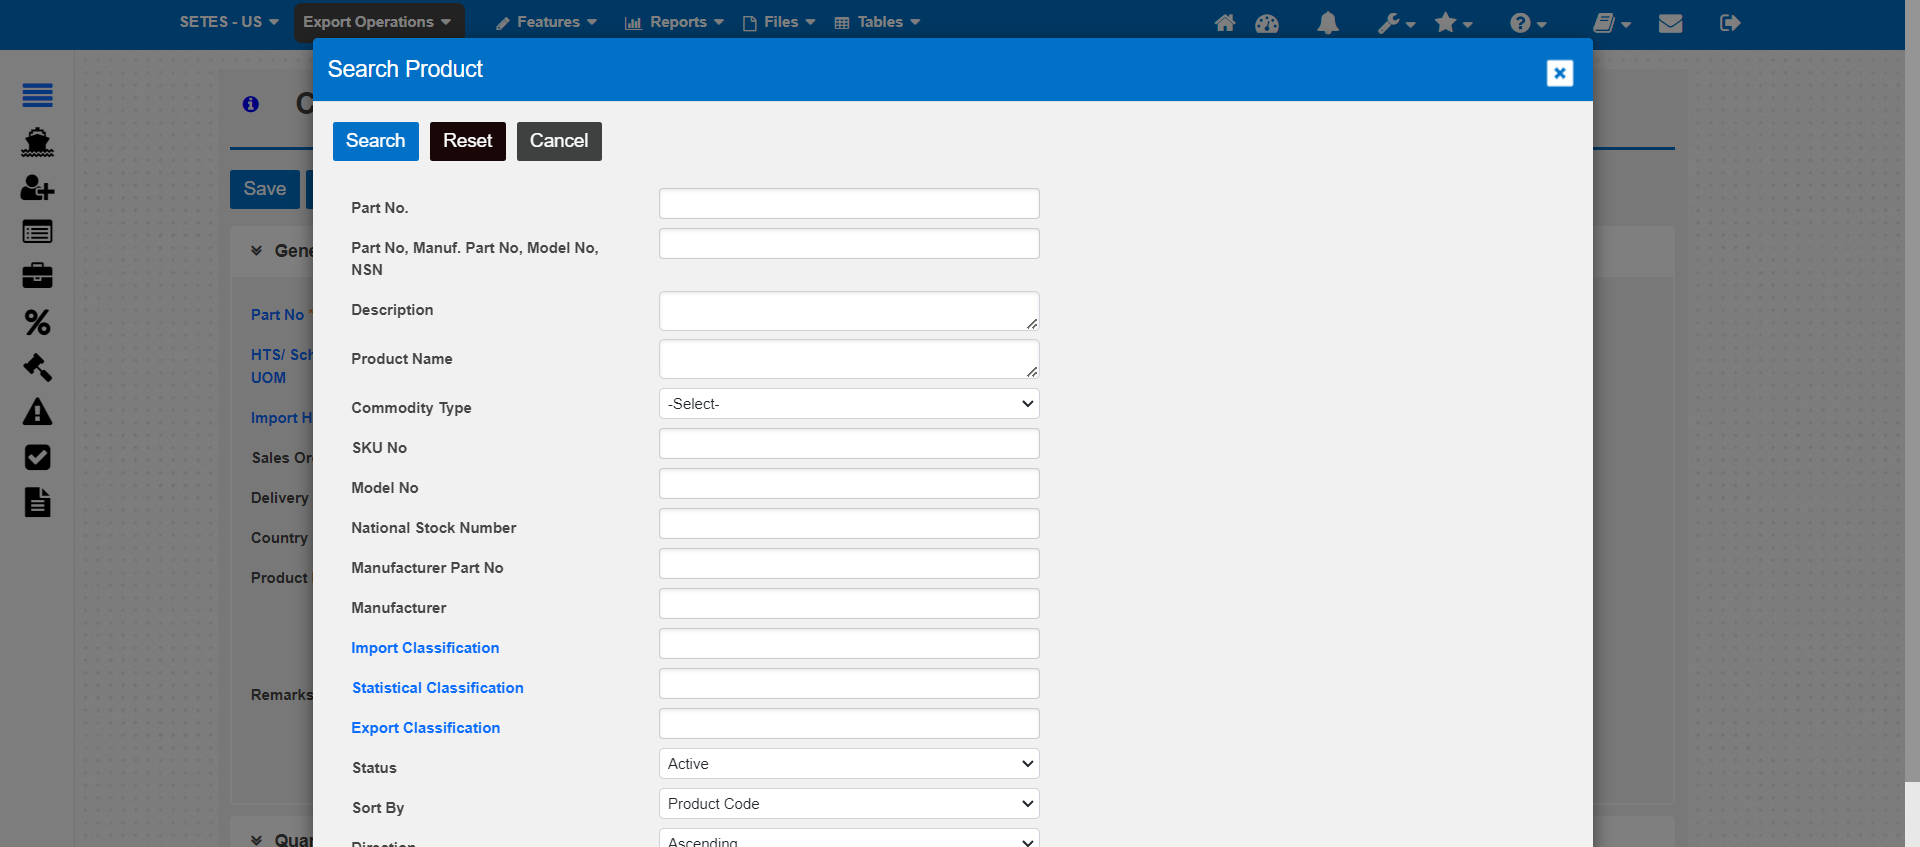 SETES - US Export Operations Features Reports Files Tables
Search Product
Search Reset Cancel
Save
Part No.
Part No, Manuf. Part No, Model No,
NSN
Description
Product Name
Commodity Type -Select-
SKU No
Model No
National Stock Number
Manufacturer Part No
Manufacturer
Import Classification
Statistical Classification
Export Classification
Status Active
Sort By Product Code
Direction Ascending
C
Gene
Part No *
HTS/ Sch
UOM
Import H
Sales Or
Delivery
Country
Product
Remarks
Quan